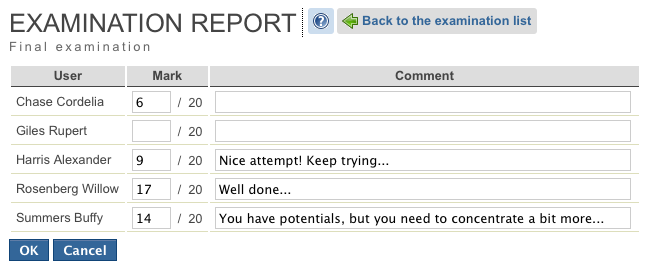 EXAMINATION REPORT ? Back to the examination list
Final examination
User Mark Comment
Chase Cordelia 6 / 20
Giles Rupert / 20
Harris Alexander 9 / 20 Nice attempt! Keep trying...
Rosenberg Willow 17 / 20 Well done...
Summers Buffy 14 / 20 You have potentials, but you need to concentrate a bit more...
OK Cancel